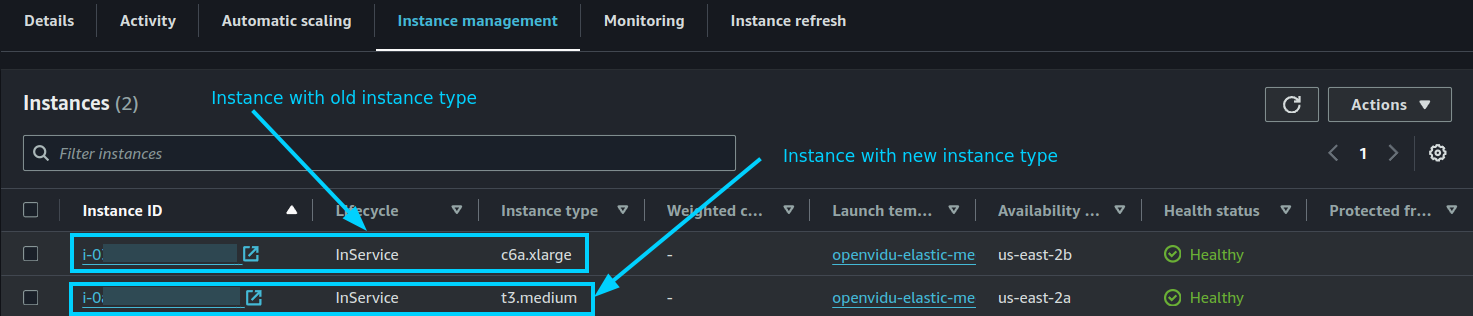 Details Activity Automatic scaling Instance management Monitoring Instance refresh
Instances (2)
Instance with old instance type
Actions
Filter instances
1
Instance with new instance type
Instance ID Lifecycle Instance type Weighted c... Launch tem... Availability ... Health status Protected fr...
i-0 InService c6a.xlarge - openvidu-elastic-me us-east-2b Healthy
i-0 InService t3.medium - openvidu-elastic-me us-east-2a Healthy